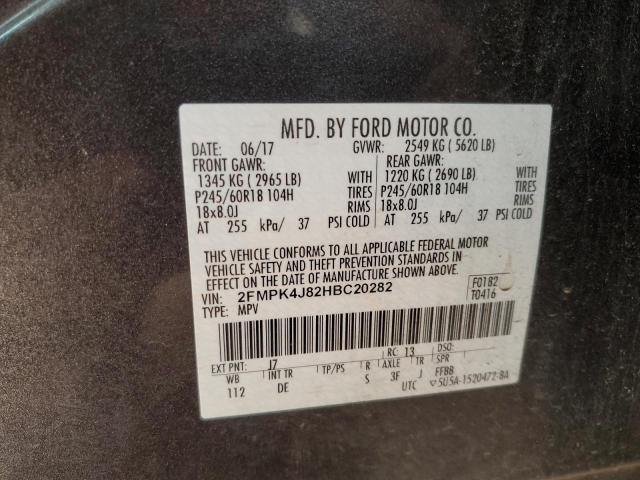 MFD. BY FORD MOTOR CO.
DATE: 06/17 GVWR: 2549 KG ( 5620 LB)
FRONT GAWR: REAR GAWR:
1345 KG ( 2965 LB) WITH 1220 KG ( 2690 LB) WITH
P245/60R18 104H TIRES P245/60R18 104H TIRES
18x8.0J RIMS 18x8.0J RIMS
AT 255 kPa/ 37 PSI COLD AT 255 kPa/ 37 PSI COLD
THIS VEHICLE CONFORMS TO ALL APPLICABLE FEDERAL MOTOR
VEHICLE SAFETY AND THEFT PREVENTION STANDARDS IN
EFFECT ON THE DATE OF MANUFACTURE SHOWN ABOVE.
VIN: 2FMPK4J82HBC20282 F0182
TYPE: MPV T0416
EXT PNT: J7 RC: 13 DSO:
WB INT TR TP/PS R AXLE TR SPR
112 DE S 3F J FFBB
UTC 5U5A-1520472-BA